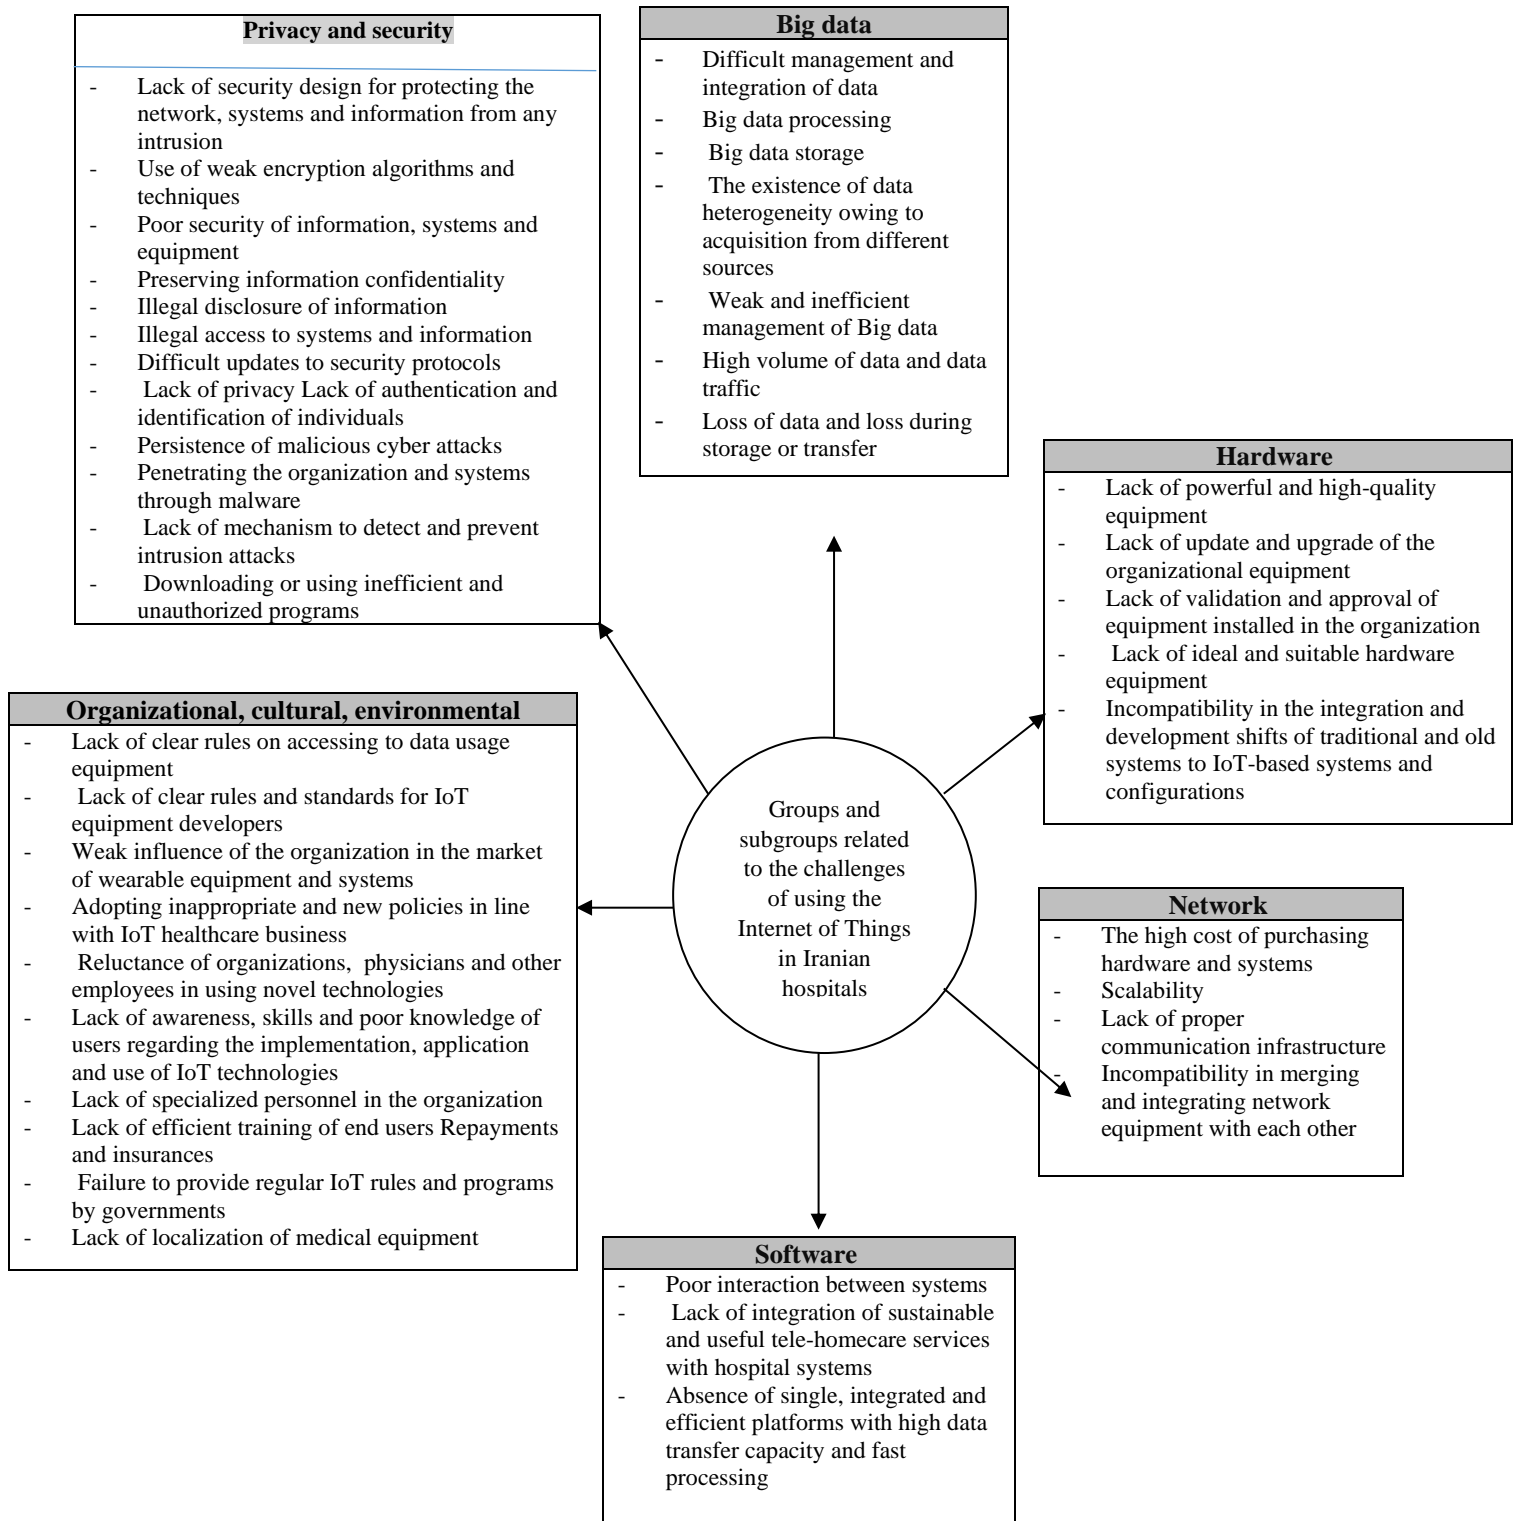 Privacy and security
- Lack of security design for protecting the
network, systems and information from any
intrusion
- Use of weak encryption algorithms and
techniques
- Poor security of information, systems and
equipment
- Preserving information confidentiality
- Illegal disclosure of information
- Illegal access to systems and information
- Difficult updates to security protocols
- Lack of privacy Lack of authentication and
identification of individuals
- Persistence of malicious cyber attacks
- Penetrating the organization and systems
through malware
- Lack of mechanism to detect and prevent
intrusion attacks
- Downloading or using inefficient and
unauthorized programs
Big data
- Difficult management and
integration of data
- Big data processing
- Big data storage
- The existence of data
heterogeneity owing to
acquisition from different
sources
- Weak and inefficient
management of Big data
- High volume of data and data
traffic
- Loss of data and loss during
storage or transfer
Hardware
- Lack of powerful and high-quality
equipment
- Lack of update and upgrade of the
organizational equipment
- Lack of validation and approval of
equipment installed in the organization
- Lack of ideal and suitable hardware
equipment
- Incompatibility in the integration and
development shifts of traditional and old
systems to IoT-based systems and
configurations
Organizational, cultural, environmental
- Lack of clear rules on accessing to data usage
equipment
- Lack of clear rules and standards for IoT
equipment developers
- Weak influence of the organization in the market
of wearable equipment and systems
- Adopting inappropriate and new policies in line
with IoT healthcare business
- Reluctance of organizations, physicians and other
employees in using novel technologies
- Lack of awareness, skills and poor knowledge of
users regarding the implementation, application
and use of IoT technologies
- Lack of specialized personnel in the organization
- Lack of efficient training of end users Repayments
and insurances
- Failure to provide regular IoT rules and programs
by governments
- Lack of localization of medical equipment
Groups and
subgroups related
to the challenges
of using the
Internet of Things
in Iranian
hospitals
Network
- The high cost of purchasing
hardware and systems
- Scalability
- Lack of proper
communication infrastructure
- Incompatibility in merging
and integrating network
equipment with each other
Software
- Poor interaction between systems
- Lack of integration of sustainable
and useful tele-homecare services
with hospital systems
- Absence of single, integrated and
efficient platforms with high data
transfer capacity and fast
processing